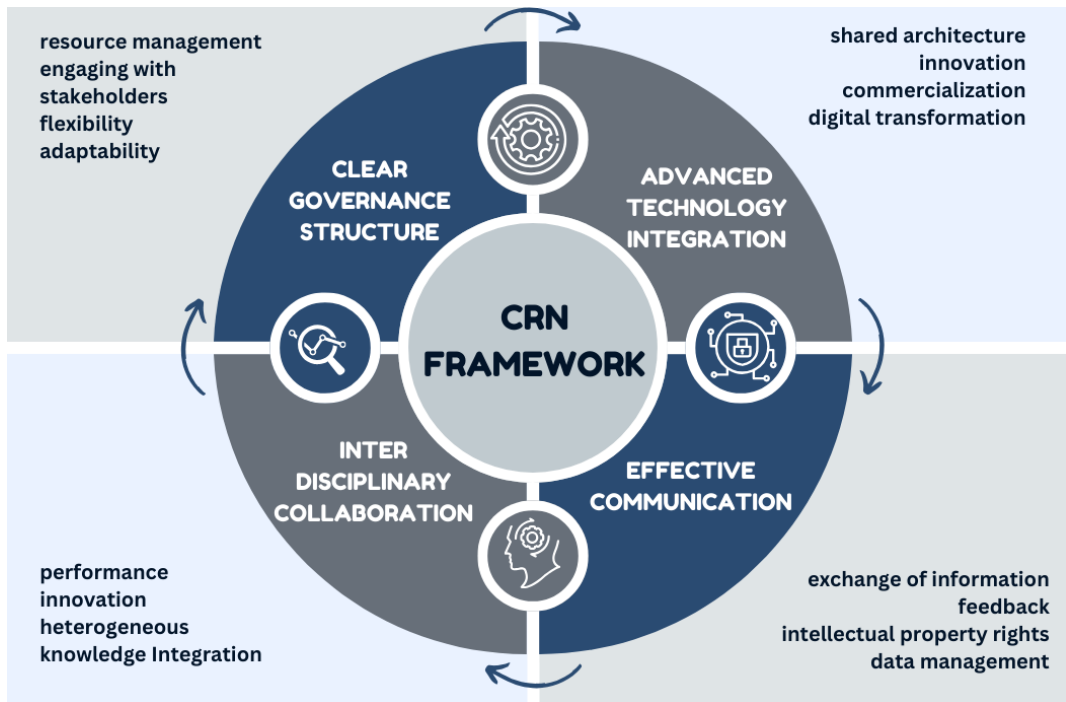 resource management
engaging with
stakeholders
flexibility
adaptability
shared architecture
innovation
commercialization
digital transformation
CLEAR
GOVERNANCE
STRUCTURE
ADVANCED
TECHNOLOGY
INTEGRATION
CRN
FRAMEWORK
INTER
DISCIPLINARY
COLLABORATION
EFFECTIVE
COMMUNICATION
performance
innovation
heterogeneous
knowledge Integration
exchange of information
feedback
intellectual property rights
data management